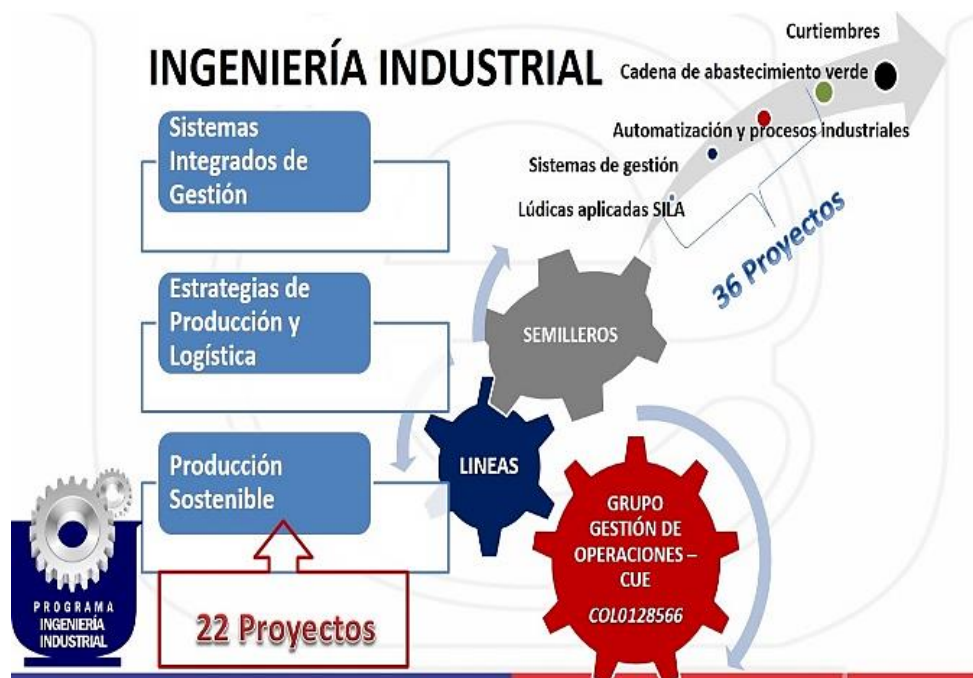 INGENIERÍA INDUSTRIAL
Sistemas
Integrados de
Gestión
Estrategias de
Producción y
Logística
Producción
Sostenible
22 Proyectos
Curtiembres
Cadena de abastecimiento verde
Automatización y procesos industriales
Sistemas de gestión
Lúdicas aplicadas SILA
36 Proyectos
SEMILLEROS
LINEAS
GRUPO
GESTIÓN DE
OPERACIONES –
CUE
COL0128566
PROGRAMA
INGENIERÍA
INDUSTRIAL